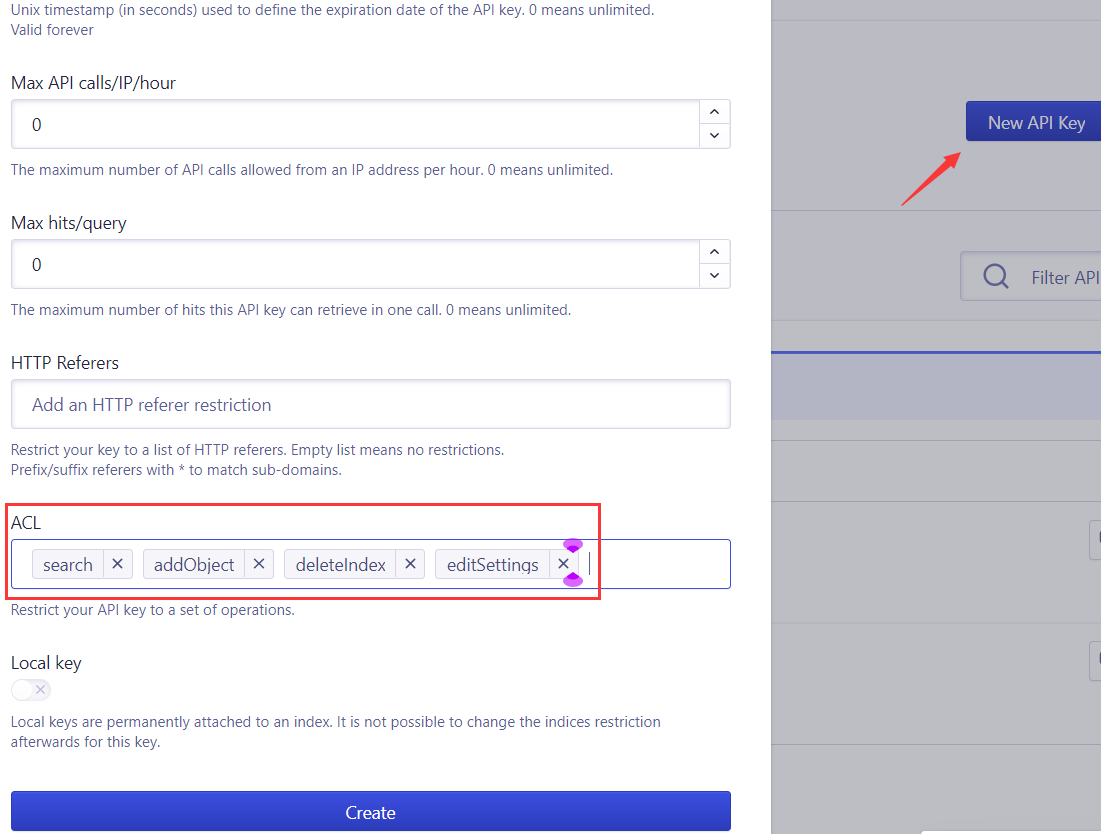 Unix timestamp (in seconds) used to define the expiration date of the API key. 0 means unlimited.
Valid forever
Max API calls/IP/hour
0
The maximum number of API calls allowed from an IP address per hour. 0 means unlimited.
Max hits/query
0
The maximum number of hits this API key can retrieve in one call. 0 means unlimited.
HTTP Referers
Add an HTTP referer restriction
Restrict your key to a list of HTTP referers. Empty list means no restrictions.
Prefix/suffix referers with * to match sub-domains.
ACL
search addObject deleteIndex editSettings
Restrict your API key to a set of operations.
Local key
Local keys are permanently attached to an index. It is not possible to change the indices restriction
afterwards for this key.
Create
New API Key
Filter API